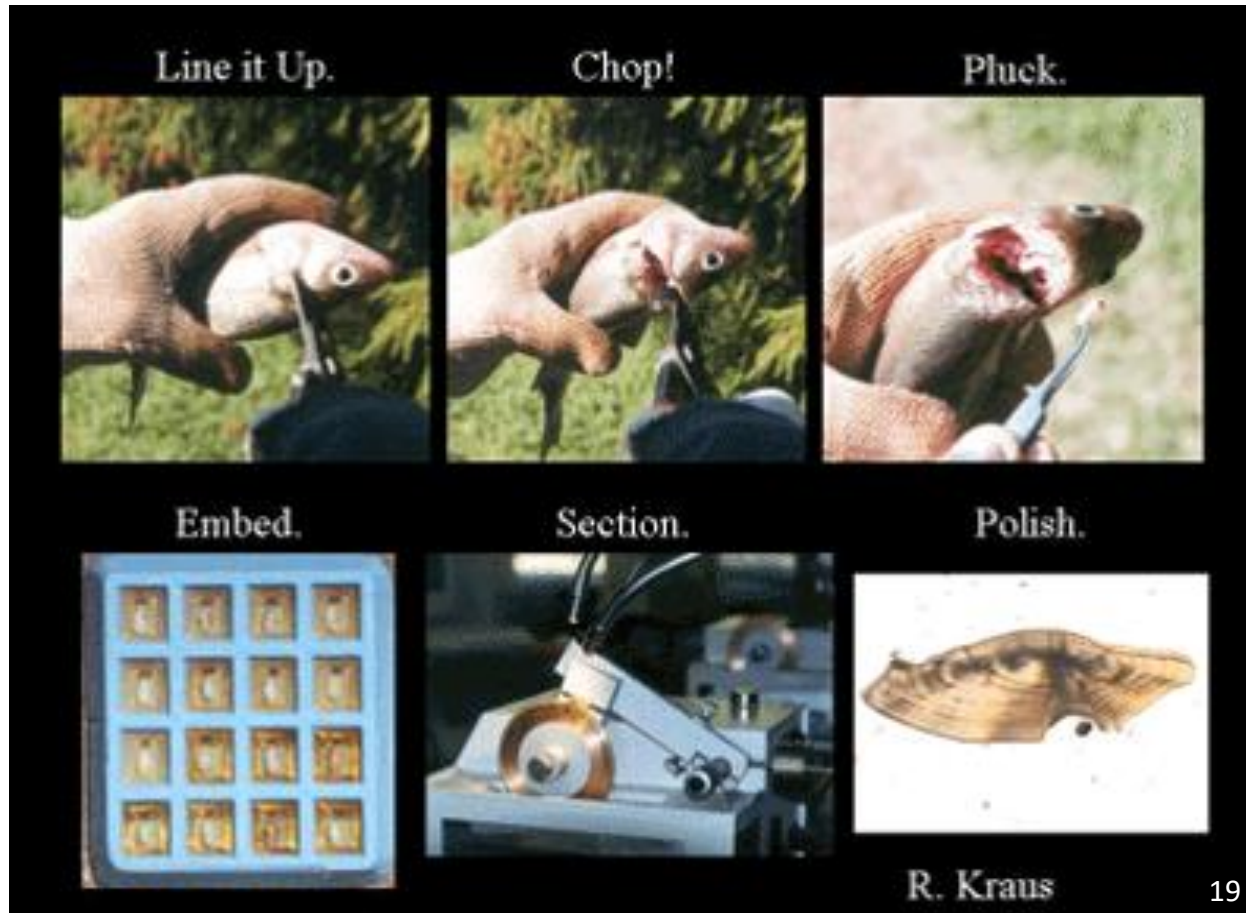 Line it Up.
Chop!
Pluck.
Embed.
Section.
Polish.
R. Kraus
19